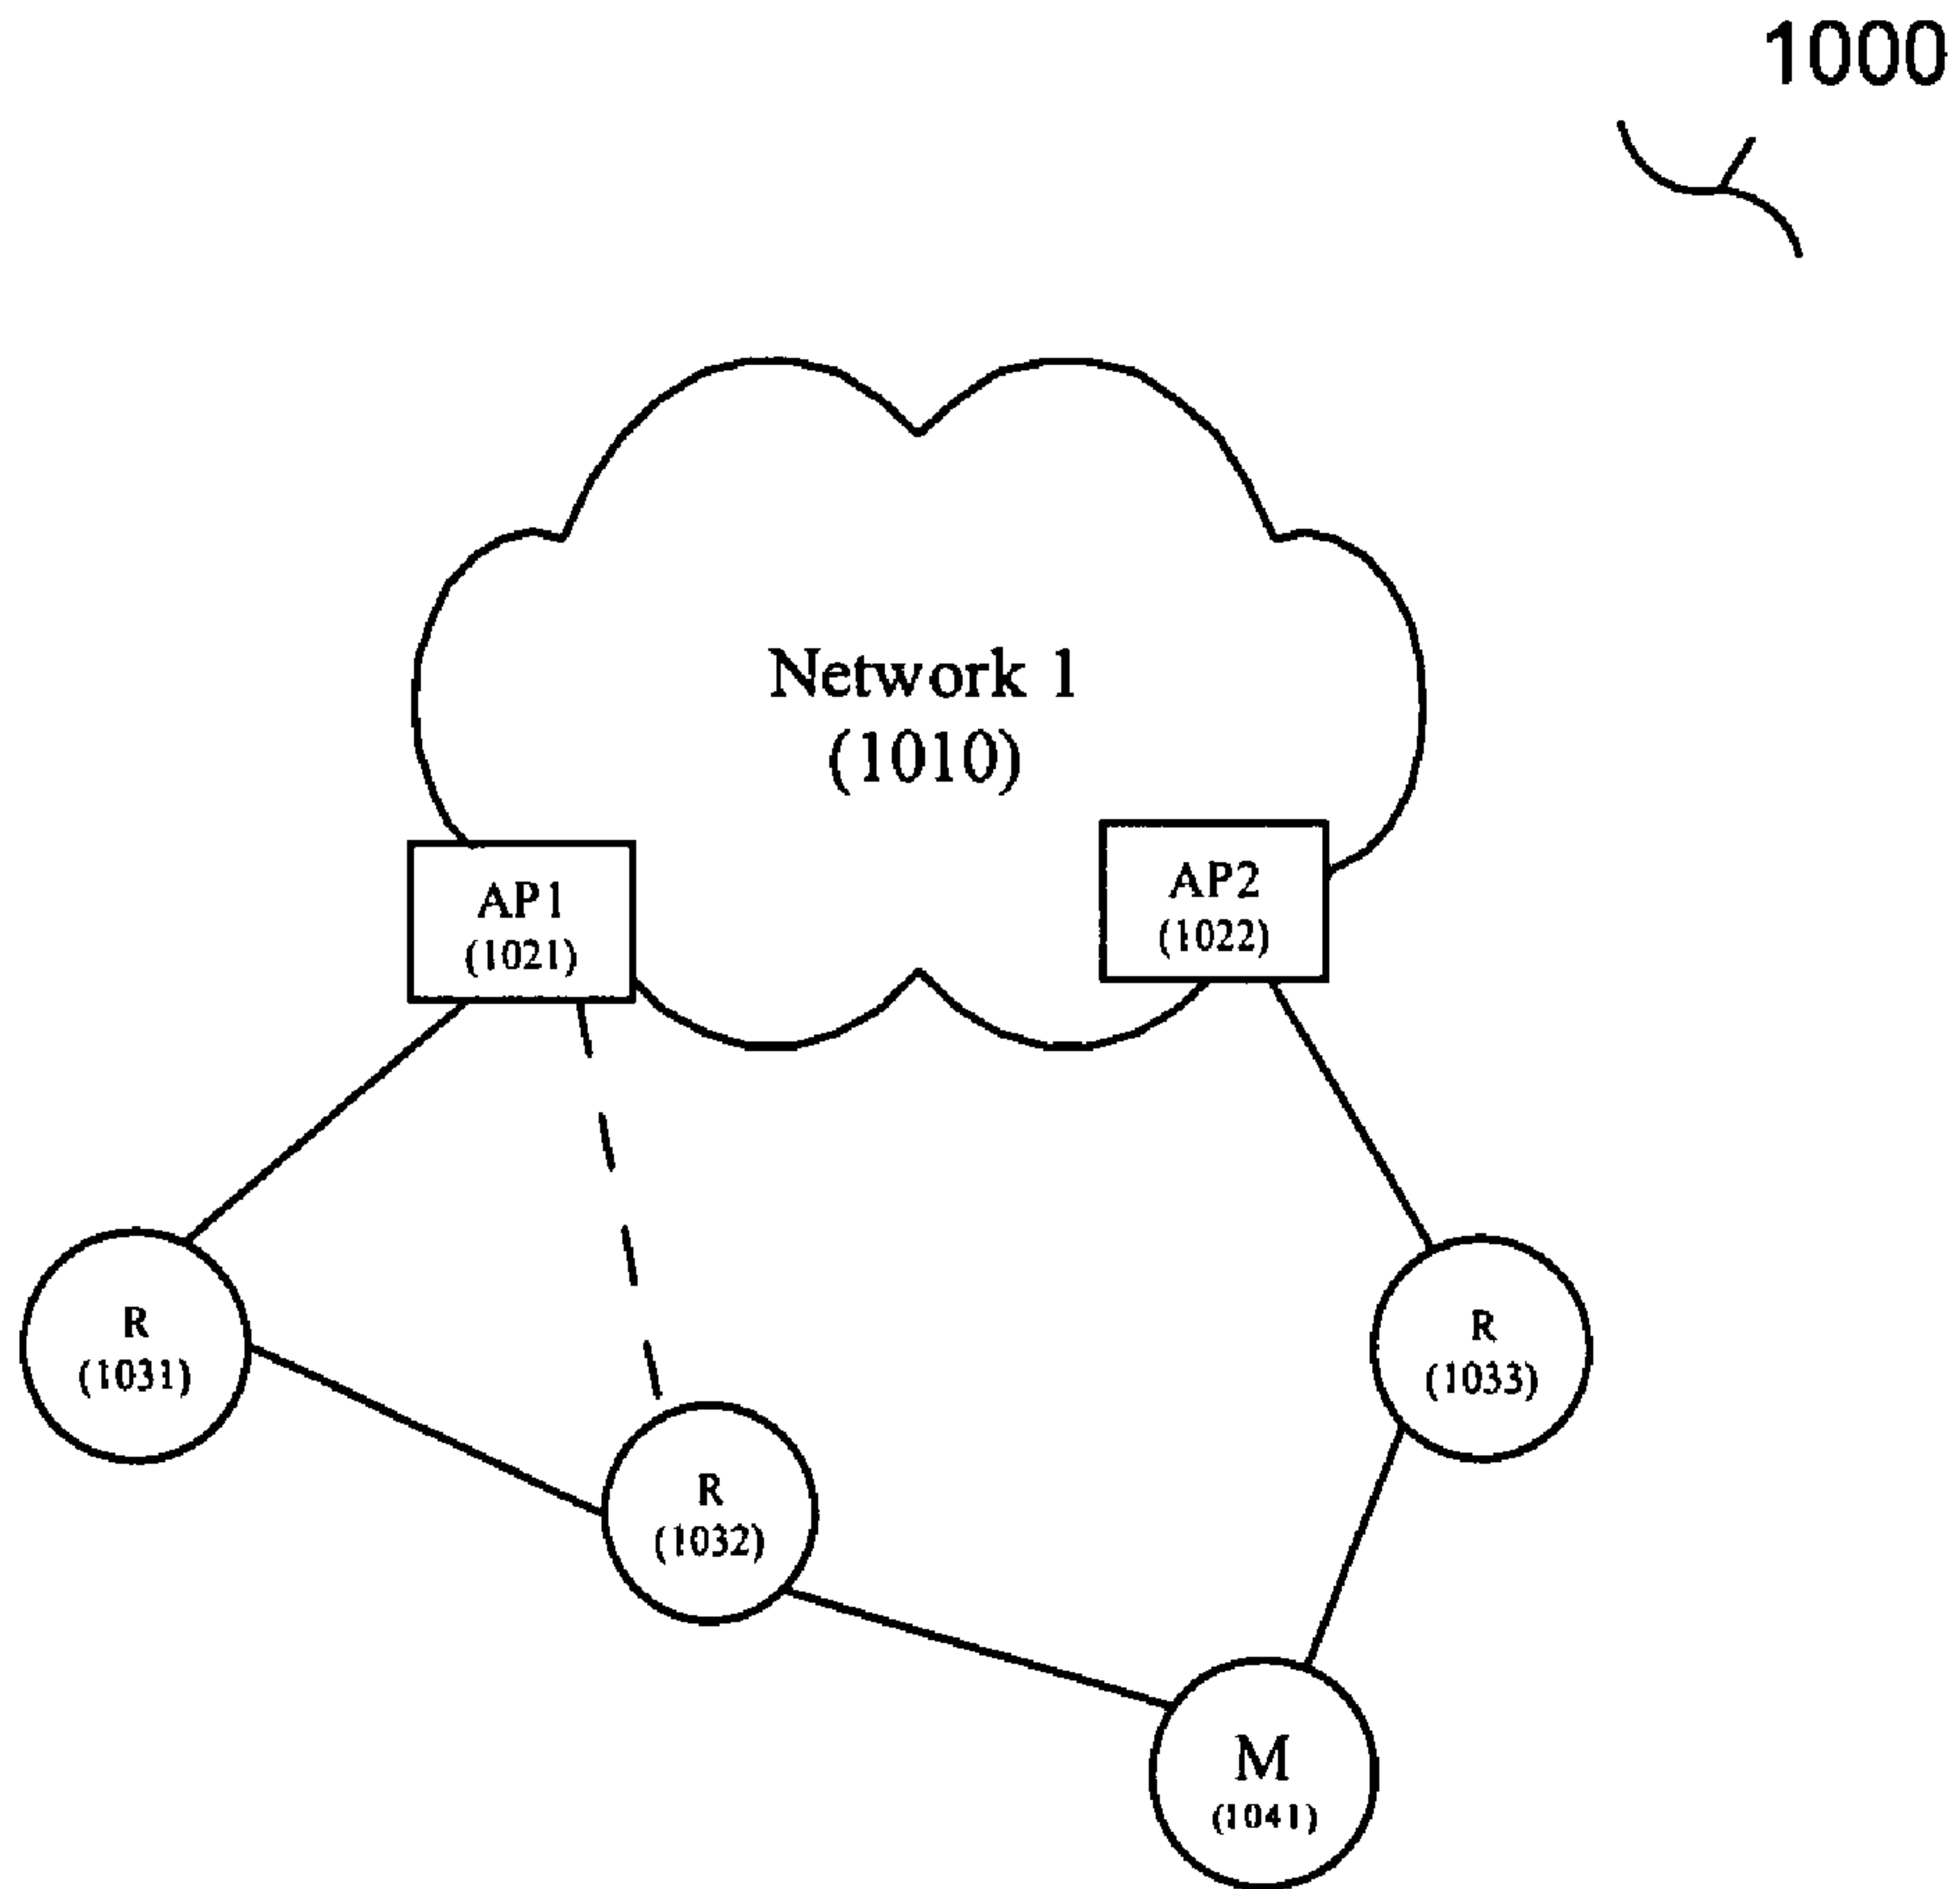 1000
Network 1
(1010)
AP1
(1021)
AP2
(1022)
R
(1031)
R
(1032)
R
(1033)
M
(1041)